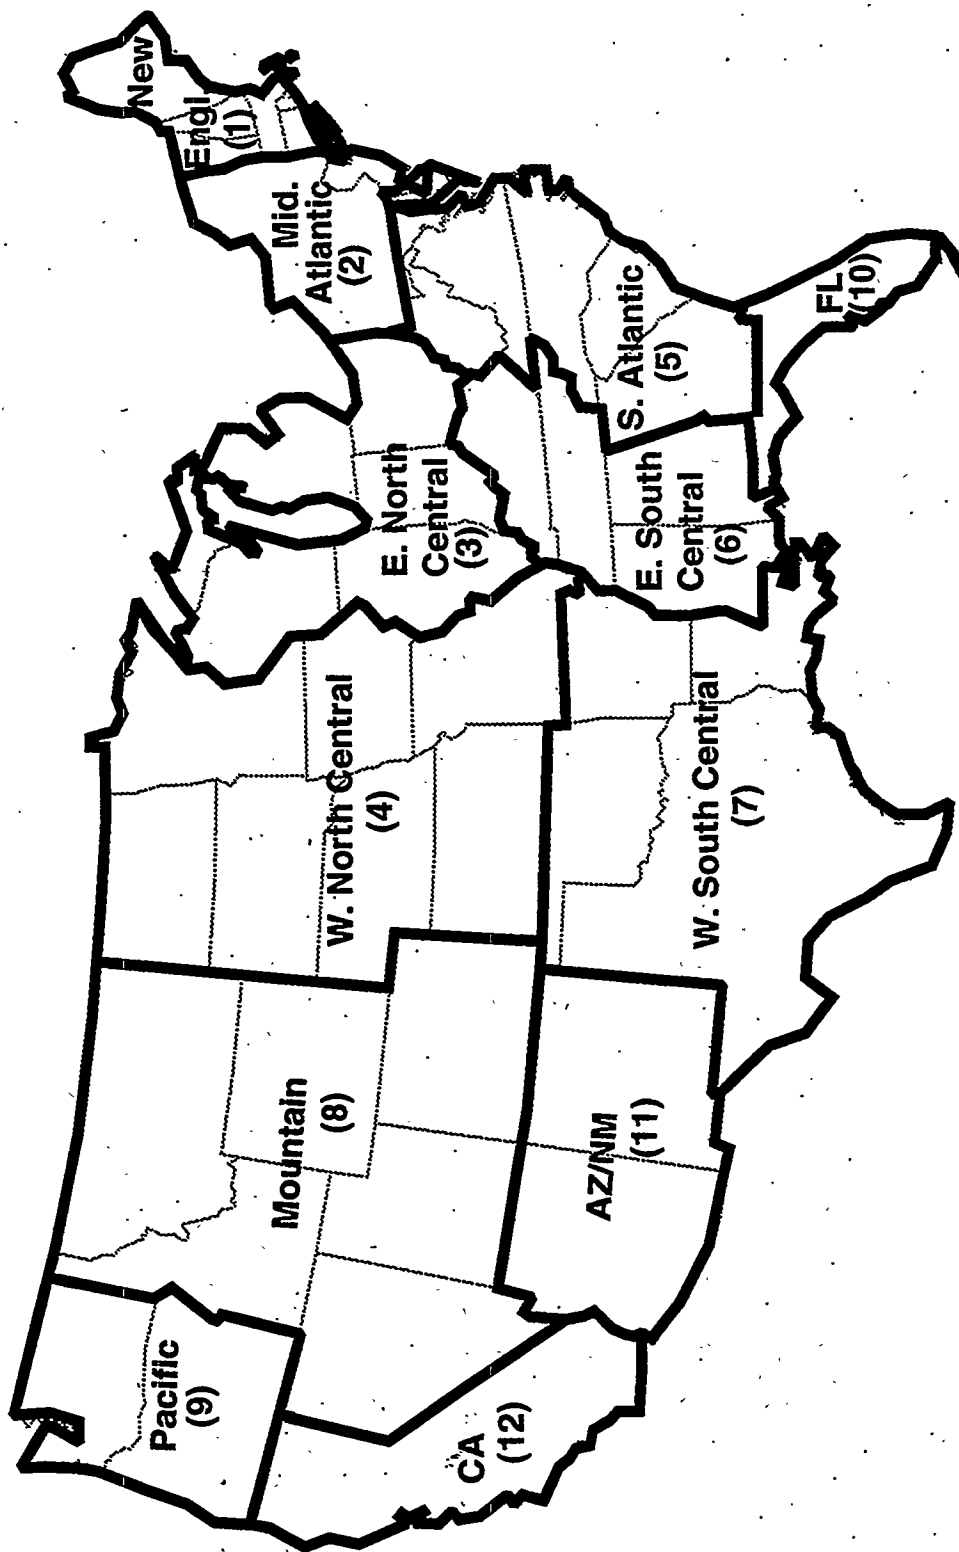 New
Engl
(1)
Mid.
Atlantic
(2)
E. North
Central
(3)
W. North Central
(4)
S. Atlantic
(5)
E. South
Central
(6)
W. South Central
(7)
Mountain
(8)
Pacific
(9)
FL
(10)
AZ/NM
(11)
CA
(12)